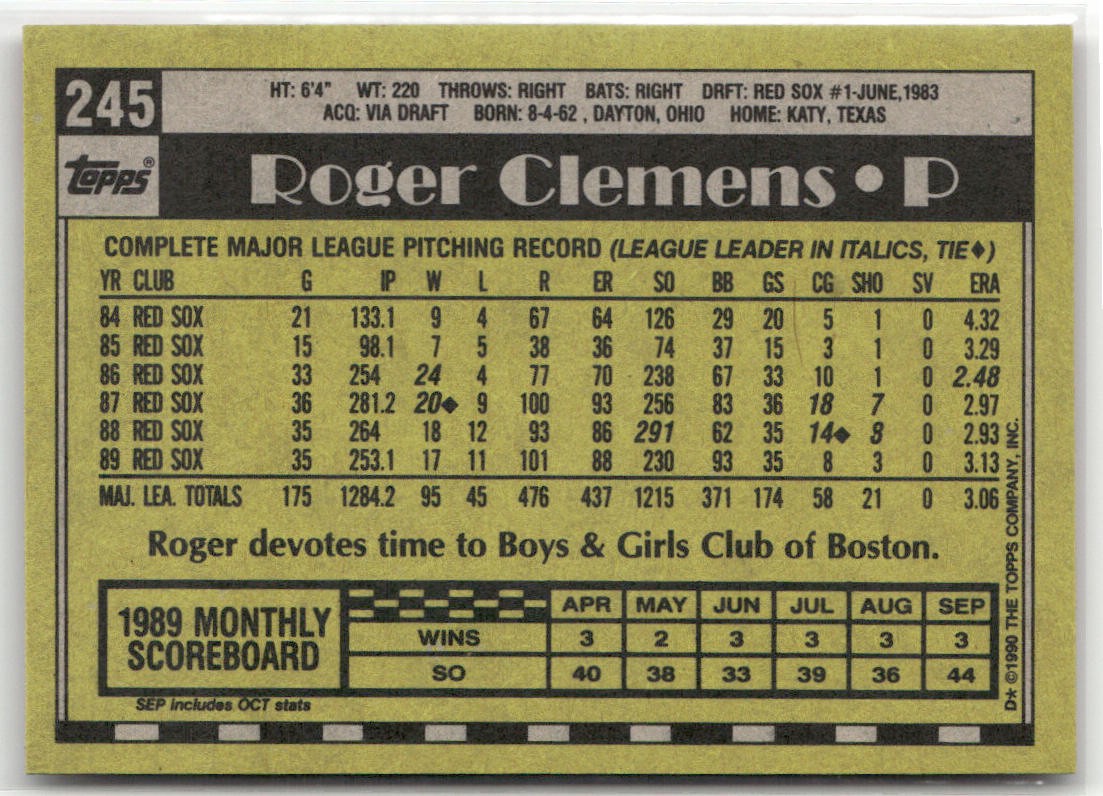 245
HT: 6'4" WT: 220 THROWS: RIGHT BATS: RIGHT DRFT: RED SOX #1-JUNE,1983
ACQ: VIA DRAFT BORN: 8-4-62 , DAYTON, OHIO HOME: KATY, TEXAS
topps®
Roger Clemens • P
COMPLETE MAJOR LEAGUE PITCHING RECORD (LEAGUE LEADER IN ITALICS, TIE♦)
YR CLUB G IP W L R ER SO BB GS CG SHO SV ERA
84 RED SOX 21 133.1 9 4 67 64 126 29 20 5 1 0 4.32
85 RED SOX 15 98.1 7 5 38 36 74 37 15 3 1 0 3.29
86 RED SOX 33 254 24 4 77 70 238 67 33 10 1 0 2.48
87 RED SOX 36 281.2 20♦ 9 100 93 256 83 36 18 7 0 2.97
88 RED SOX 35 264 18 12 93 86 291 62 35 14♦ 8 0 2.93
89 RED SOX 35 253.1 17 11 101 88 230 93 35 8 3 0 3.13
MAJ. LEA. TOTALS 175 1284.2 95 45 476 437 1215 371 174 58 21 0 3.06
Roger devotes time to Boys & Girls Club of Boston.
1989 MONTHLY
SCOREBOARD
APR MAY JUN JUL AUG SEP
WINS 3 2 3 3 3 3
SO 40 38 33 39 36 44
SEP includes OCT stats
D* ©1990 THE TOPPS COMPANY, INC.